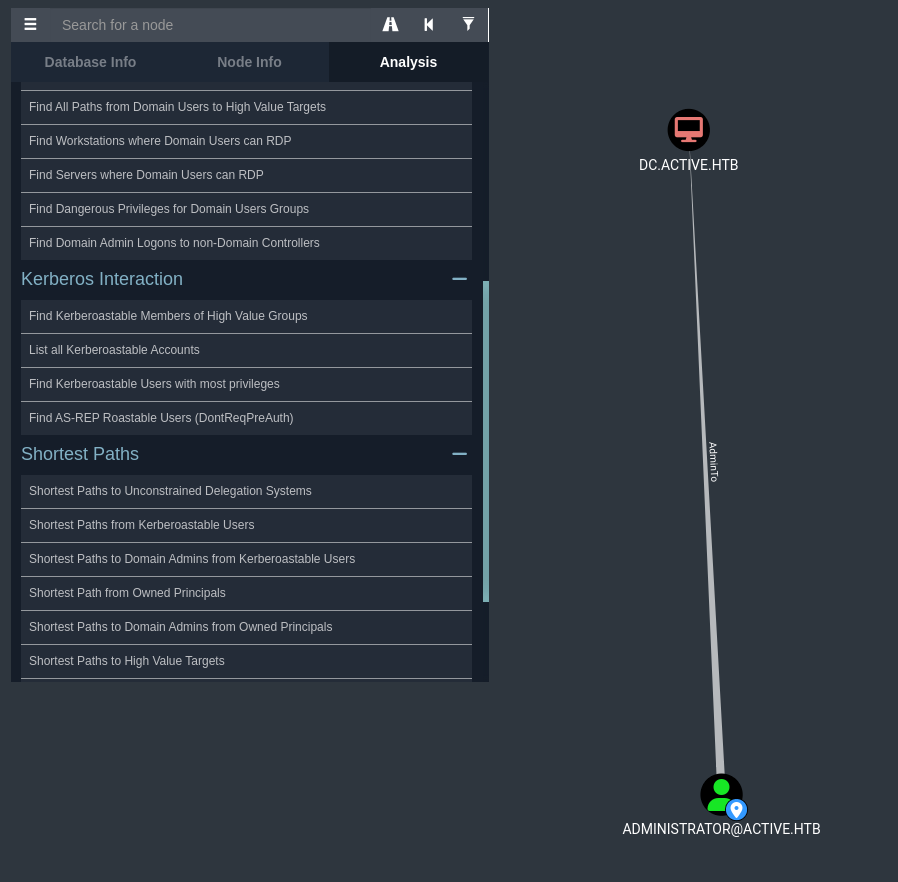 Search for a node
Database Info
Node Info
Analysis
Find All Paths from Domain Users to High Value Targets
Find Workstations where Domain Users can RDP
Find Servers where Domain Users can RDP
Find Dangerous Privileges for Domain Users Groups
Find Domain Admin Logons to non-Domain Controllers
Kerberos Interaction
Find Kerberoastable Members of High Value Groups
List all Kerberoastable Accounts
Find Kerberoastable Users with most privileges
Find AS-REP Roastable Users (DontReqPreAuth)
Shortest Paths
Shortest Paths to Unconstrained Delegation Systems
Shortest Paths from Kerberoastable Users
Shortest Paths to Domain Admins from Kerberoastable Users
Shortest Path from Owned Principals
Shortest Paths to Domain Admins from Owned Principals
Shortest Paths to High Value Targets
DC.ACTIVE.HTB
AdminTo
ADMINISTRATOR@ACTIVE.HTB